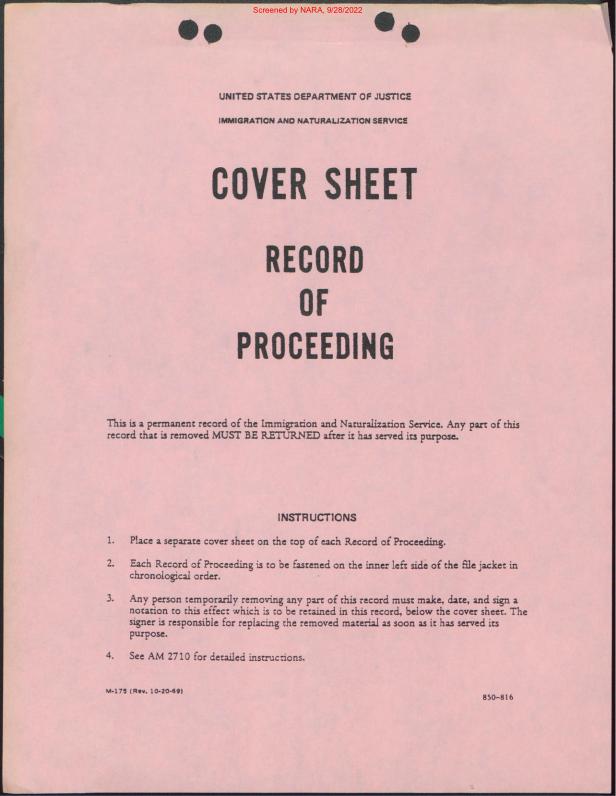 Screened by NARA, 9/28/2022
UNITED STATES DEPARTMENT OF JUSTICE
IMMIGRATION AND NATURALIZATION SERVICE
COVER SHEET
RECORD
OF
PROCEEDING
This is a permanent record of the Immigration and Naturalization Service. Any part of this
record that is removed MUST BE RETURNED after it has served its purpose.
INSTRUCTIONS
1. Place a separate cover sheet on the top of each Record of Proceeding.
2. Each Record of Proceeding is to be fastened on the inner left side of the file jacket in
chronological order.
3. Any person temporarily removing any part of this record must make, date, and sign a
notation to this effect which is to be retained in this record, below the cover sheet. The
signer is responsible for replacing the removed material as soon as it has served its
purpose.
4. See AM 2710 for detailed instructions.
M-175 (Rev. 10-20-69)
850-816